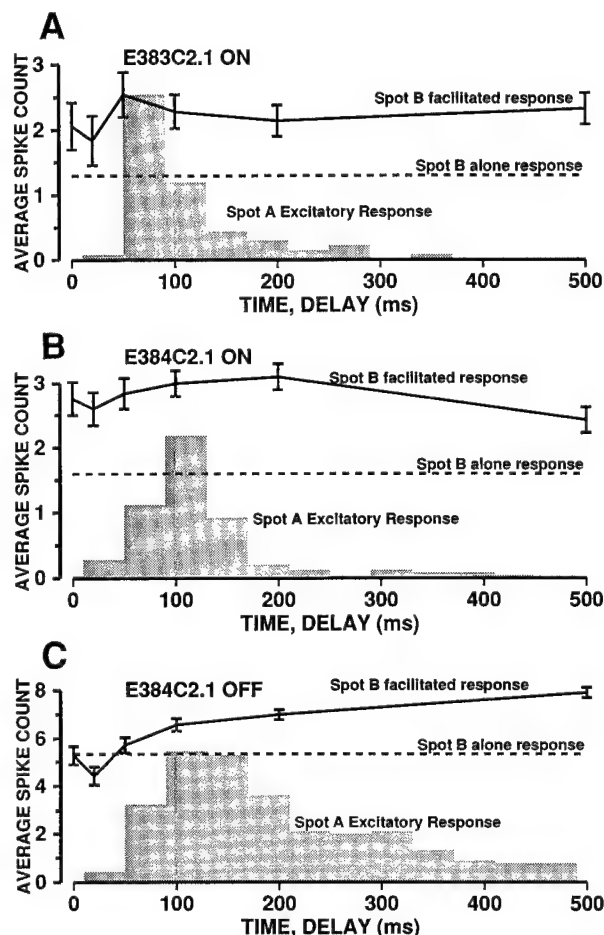 A
E383C2.1 ON
AVERAGE SPIKE COUNT
3
2
1
0
Spot B facilitated response
Spot B alone response
Spot A Excitatory Response
0 100 200 300 400 500
TIME, DELAY (ms)
B
E384C2.1 ON
AVERAGE SPIKE COUNT
3
2
1
0
Spot B facilitated response
Spot B alone response
Spot A Excitatory Response
0 100 200 300 400 500
TIME, DELAY (ms)
C
E384C2.1 OFF
AVERAGE SPIKE COUNT
8
6
4
2
0
Spot B facilitated response
Spot B alone response
Spot A Excitatory Response
0 100 200 300 400 500
TIME, DELAY (ms)